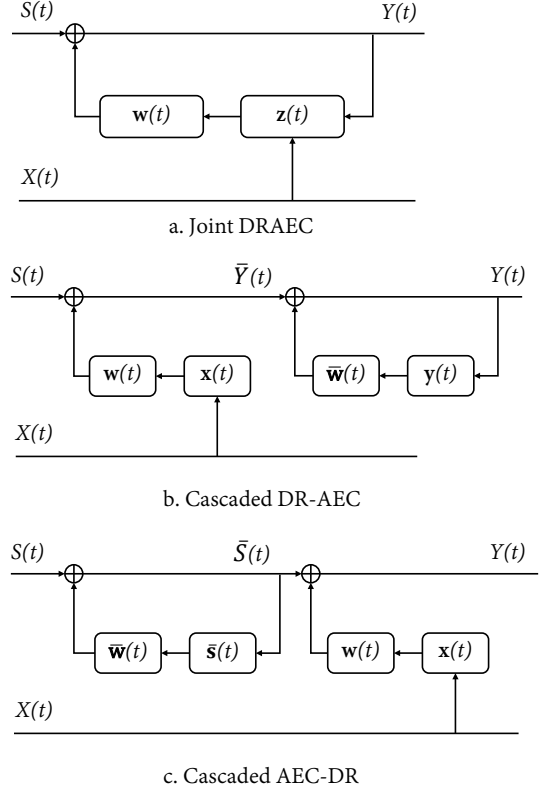 S(t) Y(t)
w(t) z(t)
X(t)
a. Joint DRAEC
S(t) Ȳ(t) Y(t)
w(t) x(t) w̄(t) y(t)
X(t)
b. Cascaded DR-AEC
S(t) S̄(t) Y(t)
w̄(t) s̄(t) w(t) x(t)
X(t)
c. Cascaded AEC-DR